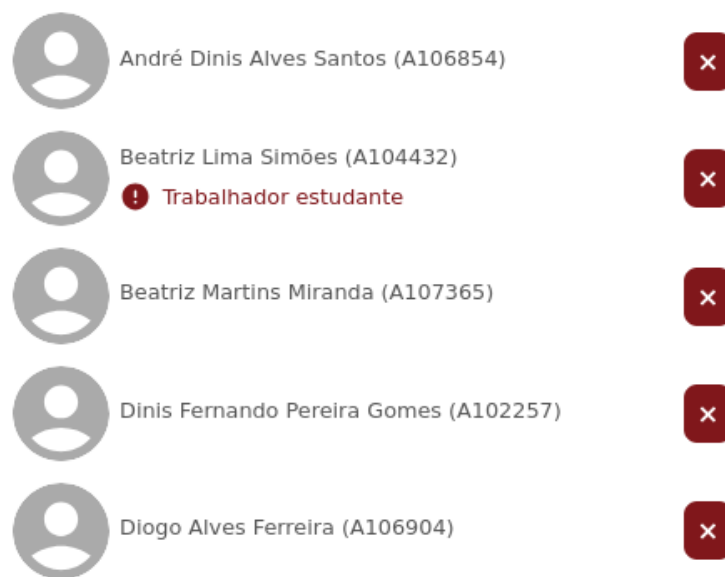 André Dinis Alves Santos (A106854)
Beatriz Lima Simões (A104432)
Trabalhador estudante
Beatriz Martins Miranda (A107365)
Dinis Fernando Pereira Gomes (A102257)
Diogo Alves Ferreira (A106904)